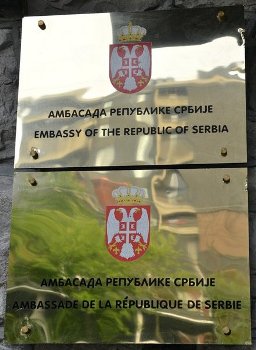 АМБАСАДА РЕПУБЛИКЕ СРБИЈЕ
EMBASSY OF THE REPUBLIC OF SERBIA
АМБАСАДА РЕПУБЛИКЕ СРБИЈЕ
AMBASSADE DE LA RÉPUBLIQUE DE SERBIE